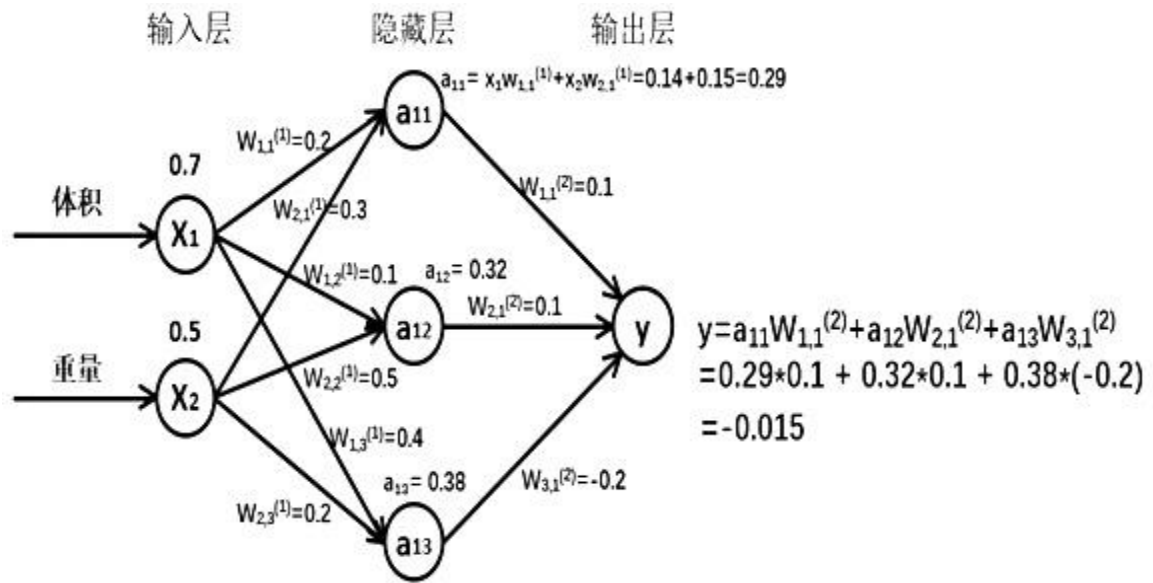 输入层 隐藏层 输出层
a₁₁= x₁w₁,₁⁽¹⁾+x₂w₂,₁⁽¹⁾=0.14+0.15=0.29
a11
W₁,₁⁽¹⁾=0.2
0.7
体积
X1
W₂,₁⁽¹⁾=0.3
W₁,₁⁽²⁾=0.1
W₁,₂⁽¹⁾=0.1
a₁₂= 0.32
W₂,₁⁽²⁾=0.1
a12
y
y=a₁₁W₁,₁⁽²⁾+a₁₂W₂,₁⁽²⁾+a₁₃W₃,₁⁽²⁾
=0.29*0.1 + 0.32*0.1 + 0.38*(-0.2)
=-0.015
0.5
重量
X2
W₂,₂⁽¹⁾=0.5
W₁,₃⁽¹⁾=0.4
a₁₃= 0.38
W₃,₁⁽²⁾=-0.2
W₂,₃⁽¹⁾=0.2
a13